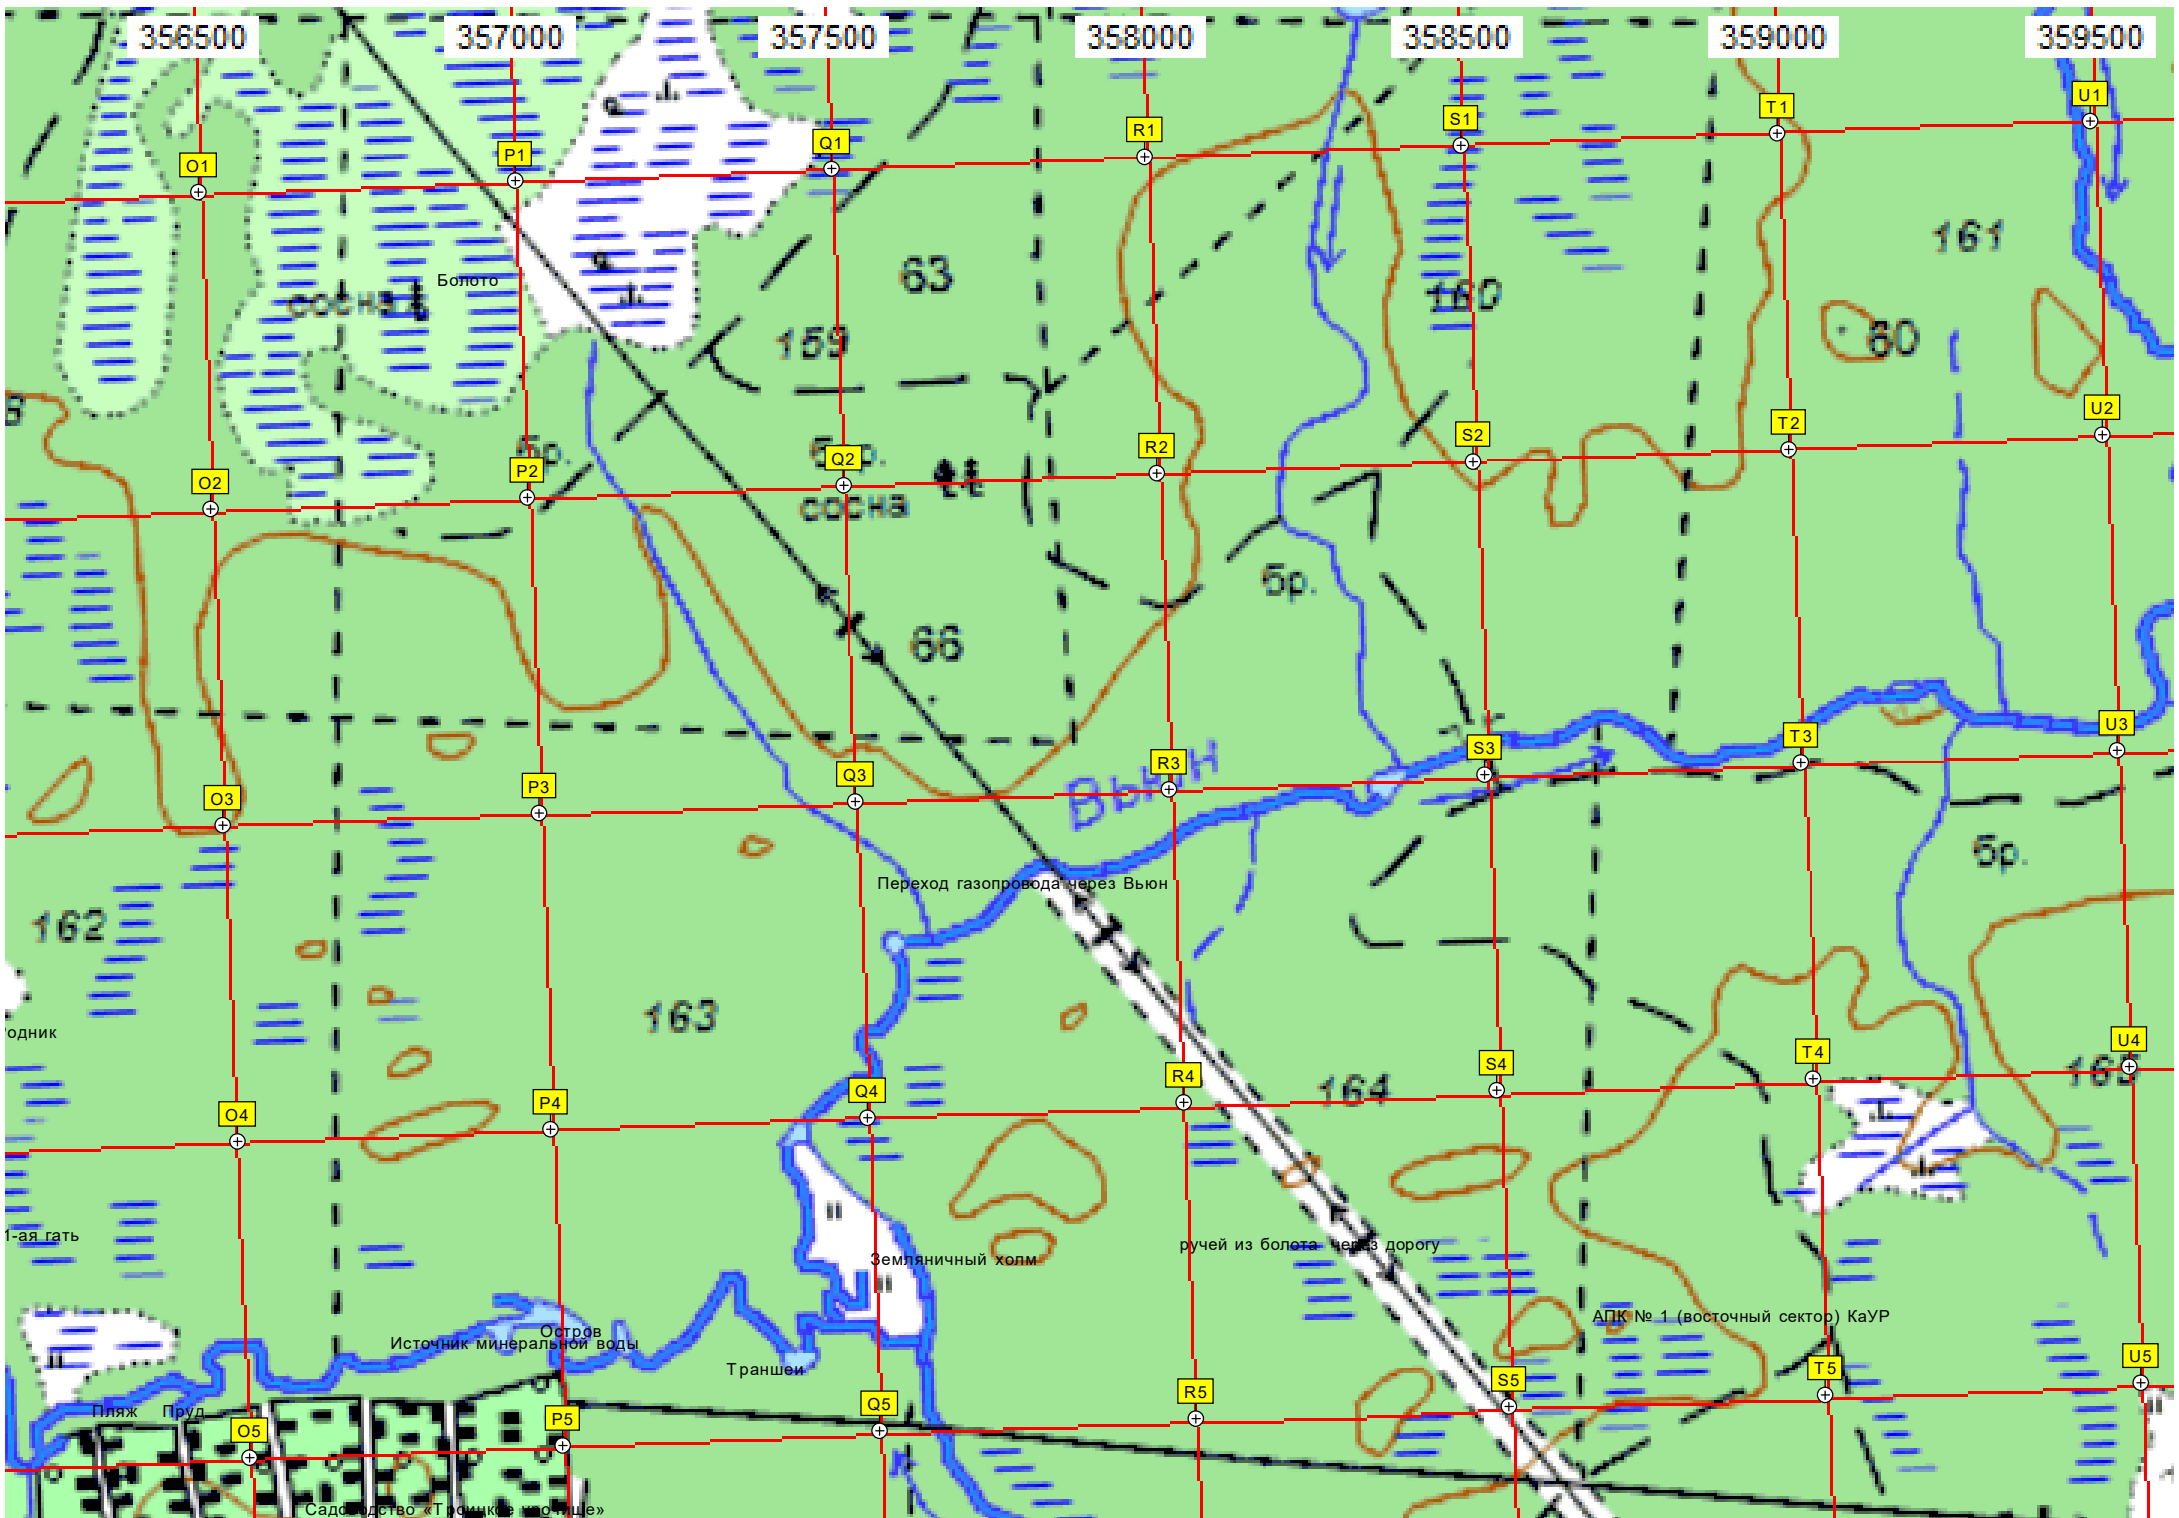 356500 357000 357500 358000 358500 359000 359500
O1 P1 Q1 R1 S1 T1 U1
161
63
Болото
сосна
160
159
60
O2 P2 Q2 R2 S2 T2 U2
бр.
сосна
бр.
66
O3 P3 Q3 R3 S3 T3 U3
Вьюн
бр.
Переход газопровода через Вьюн
162
163
одник
O4 P4 Q4 R4 S4 T4 U4
164
165
1-ая гать
Земляничный холм
ручей из болота через дорогу
АПК № 1 (восточный сектор) КаУР
Остров
Источник минеральной воды
Траншеи
Пляж Пруд
O5 P5 Q5 R5 S5 T5 U5
Садоводство «Троицкое урочище»